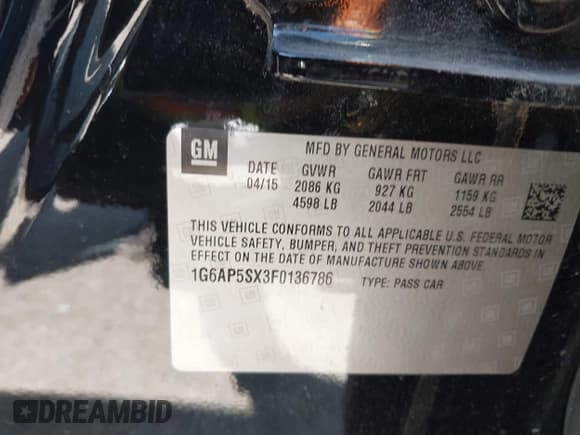 GM
MFD BY GENERAL MOTORS LLC
DATE GVWR GAWR FRT GAWR RR
04/15 2086 KG 927 KG 1159 KG
4598 LB 2044 LB 2554 LB
THIS VEHICLE CONFORMS TO ALL APPLICABLE U.S. FEDERAL MOTOR
VEHICLE SAFETY, BUMPER, AND THEFT PREVENTION STANDARDS IN
EFFECT ON THE DATE OF MANUFACTURE SHOWN ABOVE.
1G6AP5SX3F0136786 TYPE: PASS CAR
DREAMBID